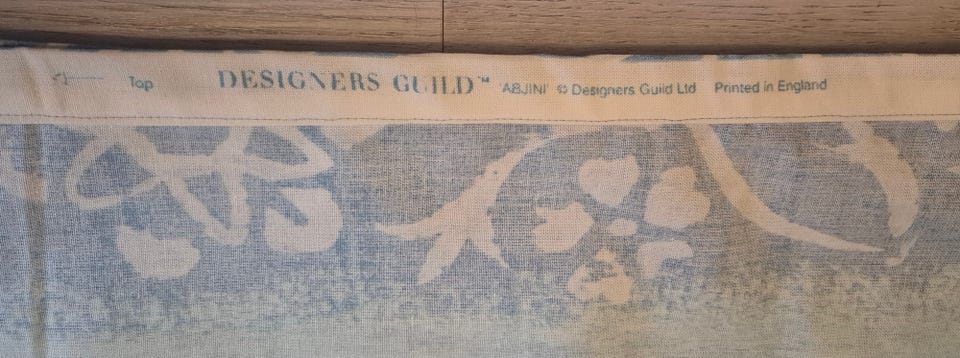 Top DESIGNERS GUILD™ 'ABJINI' © Designers Guild Ltd Printed in England